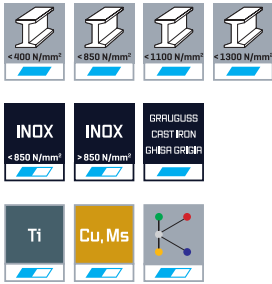 <400 N/mm² <850 N/mm² <1100 N/mm² <1300 N/mm²
INOX INOX GRAUGUSS
CAST IRON
GHISA GRIGIA
<850 N/mm² >850 N/mm²
Ti Cu, Ms